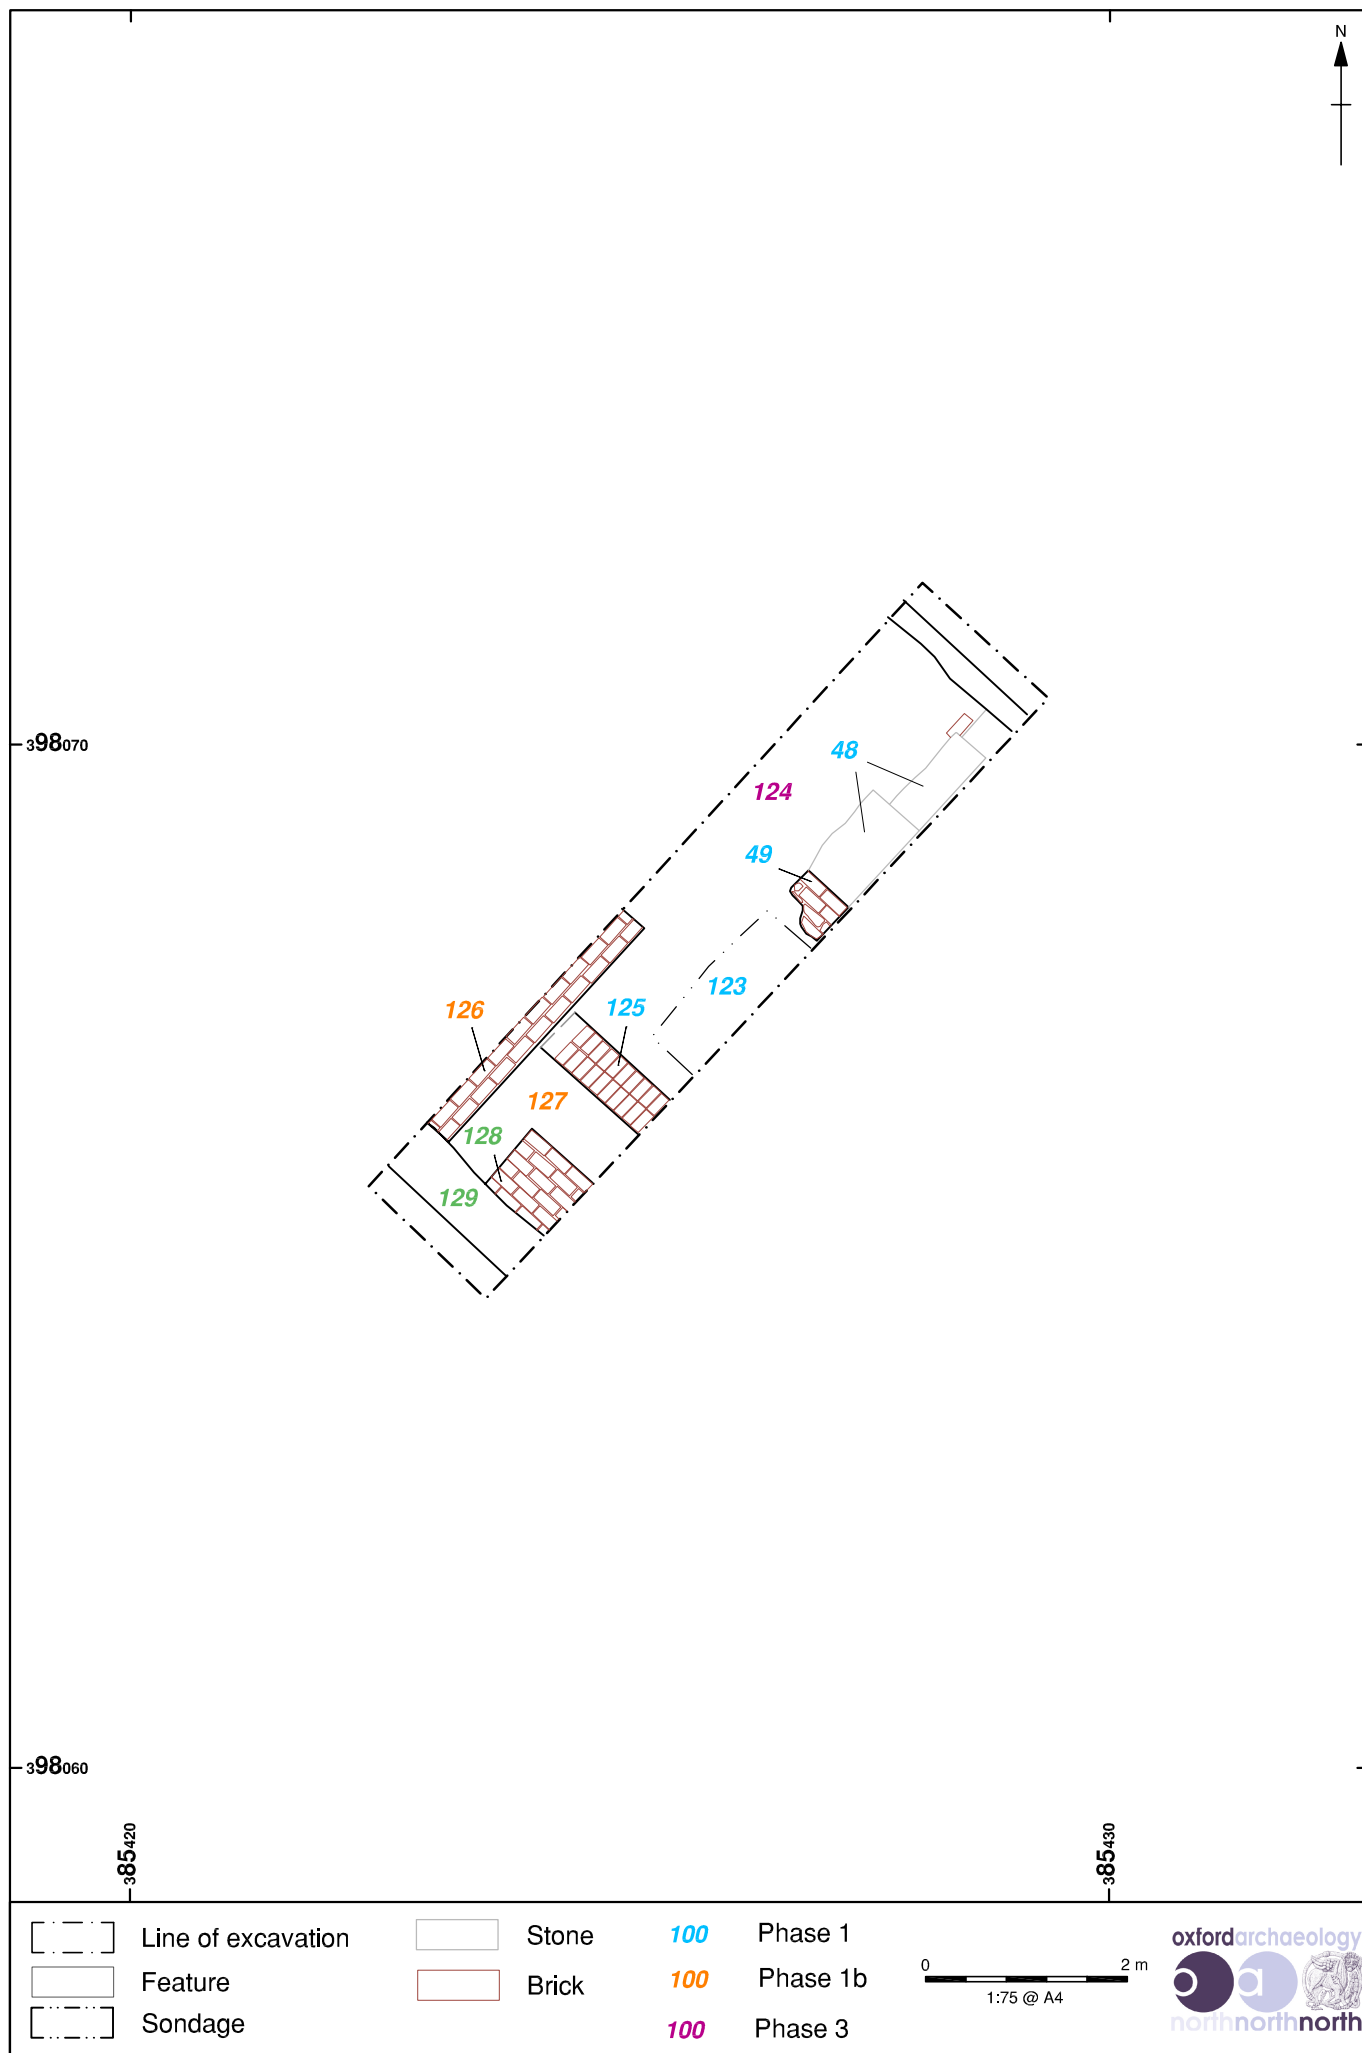 N
398070
48
124
49
123
125
126
127
128
129
398060
385420
385430
Line of excavation
Feature
Sondage
Stone
Brick
100 Phase 1
100 Phase 1b
100 Phase 3
0 2 m
1:75 @ A4
oxfordarchaeology
oa
northnorthnorth